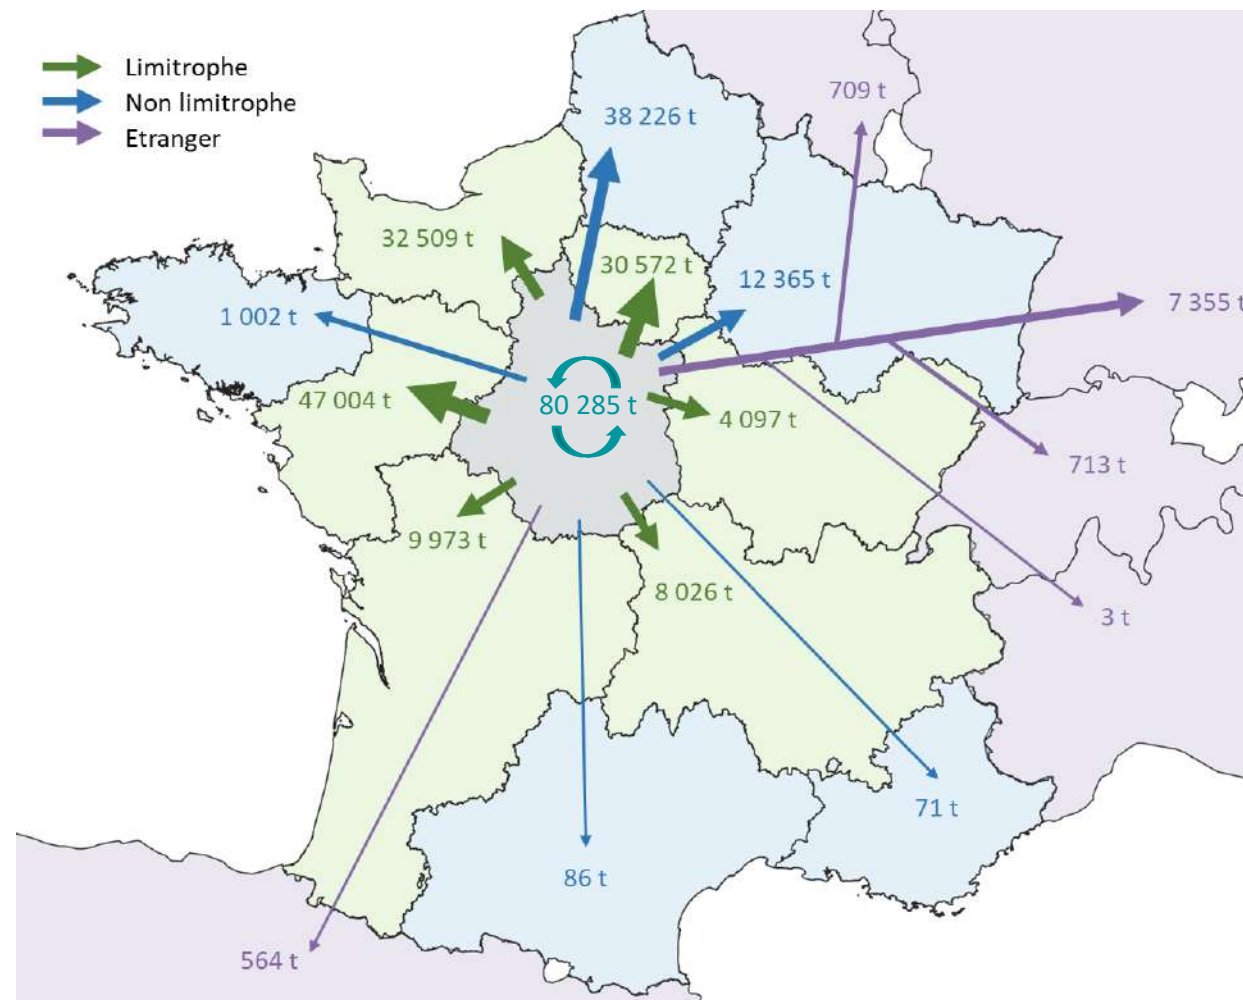 Limitrophe
Non limitrophe
Etranger
709 t
38 226 t
32 509 t
30 572 t
12 365 t
7 355 t
1 002 t
47 004 t
80 285 t
4 097 t
713 t
9 973 t
8 026 t
3 t
71 t
86 t
564 t